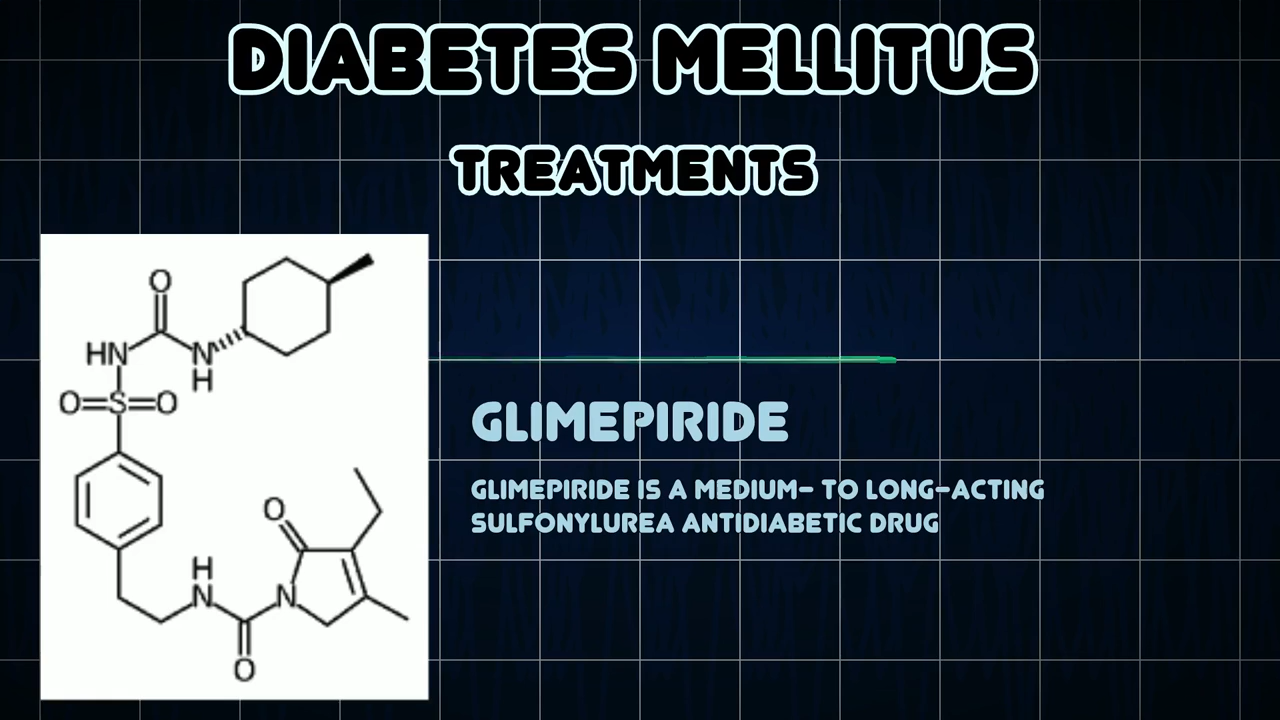 DIABETES MELLITUS
TREATMENTS
O
HN
N
H
O=S=O
O
H
N
N
O
GLIMEPIRIDE
GLIMEPIRIDE IS A MEDIUM- TO LONG-ACTING
SULFONYLUREA ANTIDIABETIC DRUG